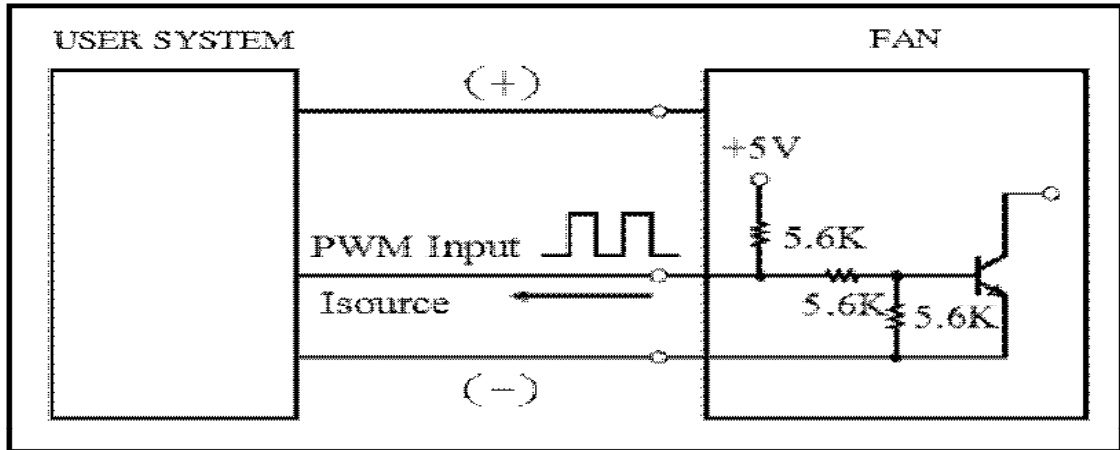 USER SYSTEM
FAN
(+)
+5V
5.6K
PWM Input
Isource
5.6K
5.6K
(-)